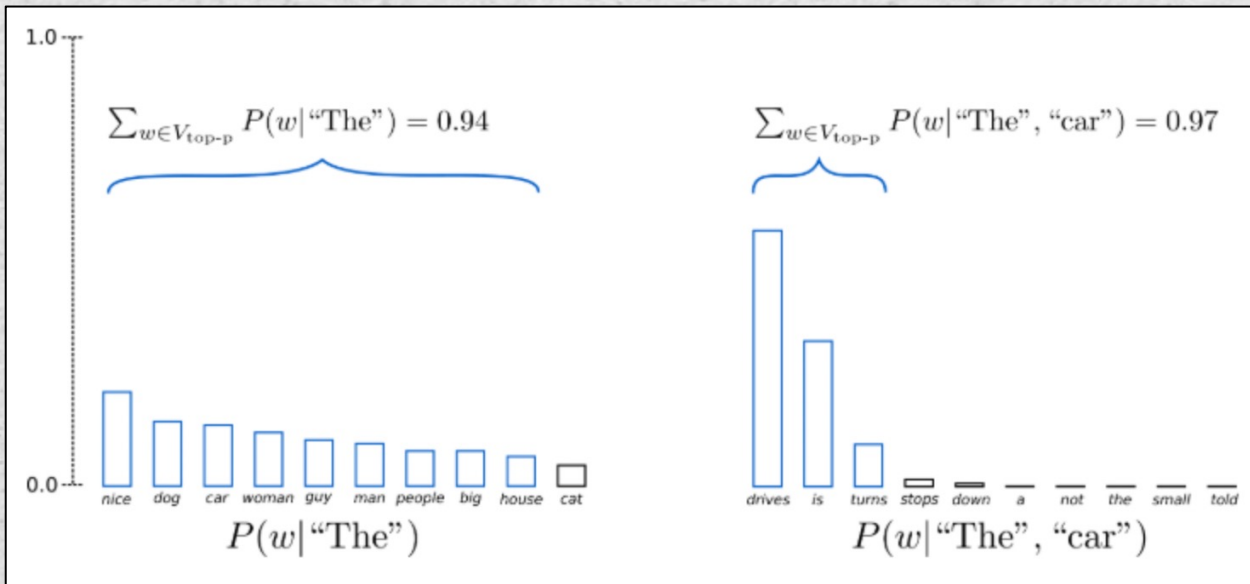 1.0
∑w∈Vtop-p P(w|“The”) = 0.94
∑w∈Vtop-p P(w|“The”, “car”) = 0.97
0.0
nice dog car woman guy man people big house cat
drives is turns stops down a not the small told
P(w|“The”)
P(w|“The”, “car”)